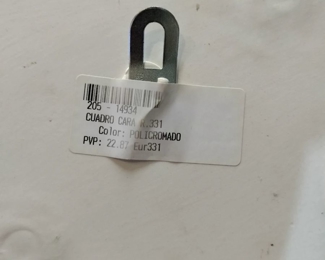 205 - 14934
CUADRO CARA R.331
Color: POLICROMADO
PVP: 22.87 Eur331